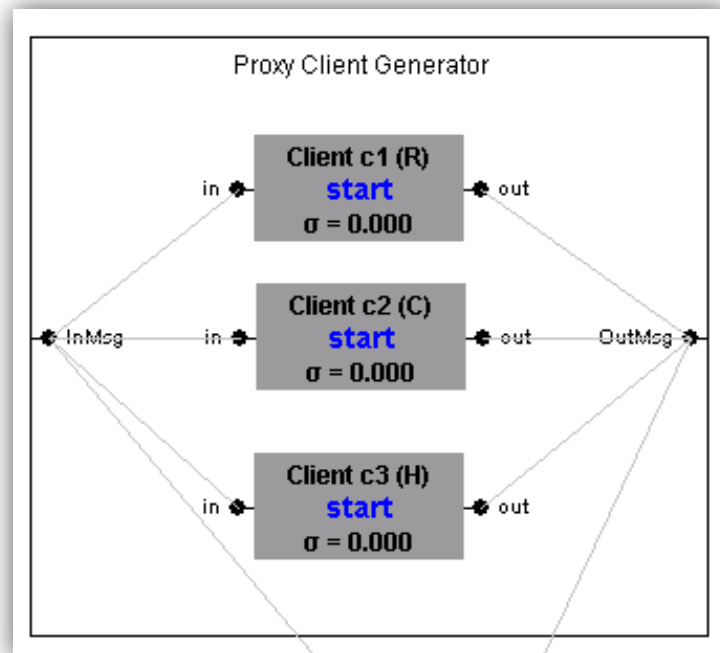 Proxy Client Generator
Client c1 (R)
in
start
out
σ = 0.000
Client c2 (C)
InMsg
in
start
out
OutMsg
σ = 0.000
Client c3 (H)
in
start
out
σ = 0.000